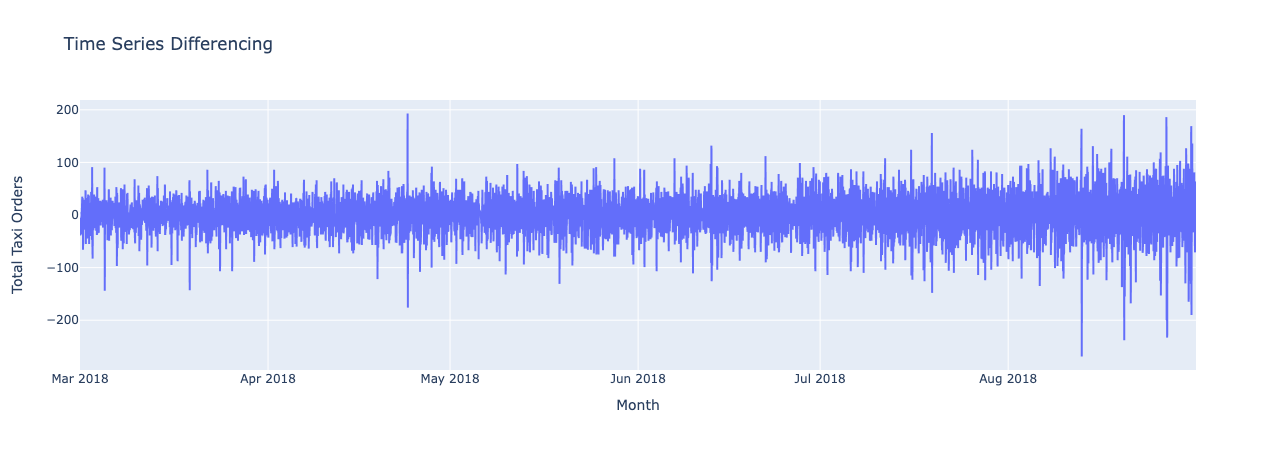 Time Series Differencing
Total Taxi Orders
200
100
0
−100
−200
Mar 2018
Apr 2018
May 2018
Jun 2018
Jul 2018
Aug 2018
Month